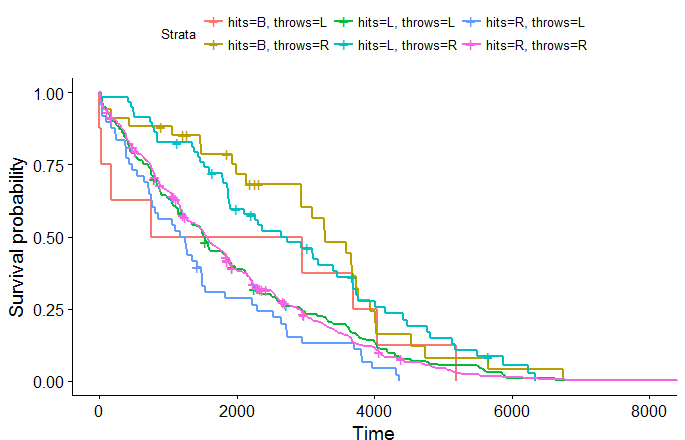 Strata
hits=B, throws=L hits=L, throws=L hits=R, throws=L
hits=B, throws=R hits=L, throws=R hits=R, throws=R
Survival probability
1.00
0.75
0.50
0.25
0.00
0 2000 4000 6000 8000
Time